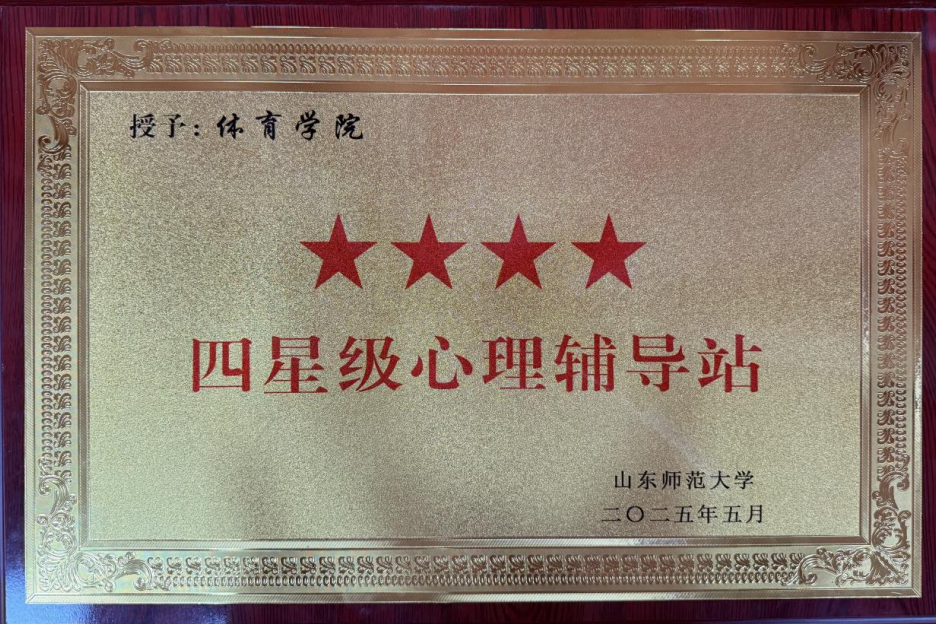 授予：体育学院
四星级心理辅导站
山东师范大学
二〇二五年五月